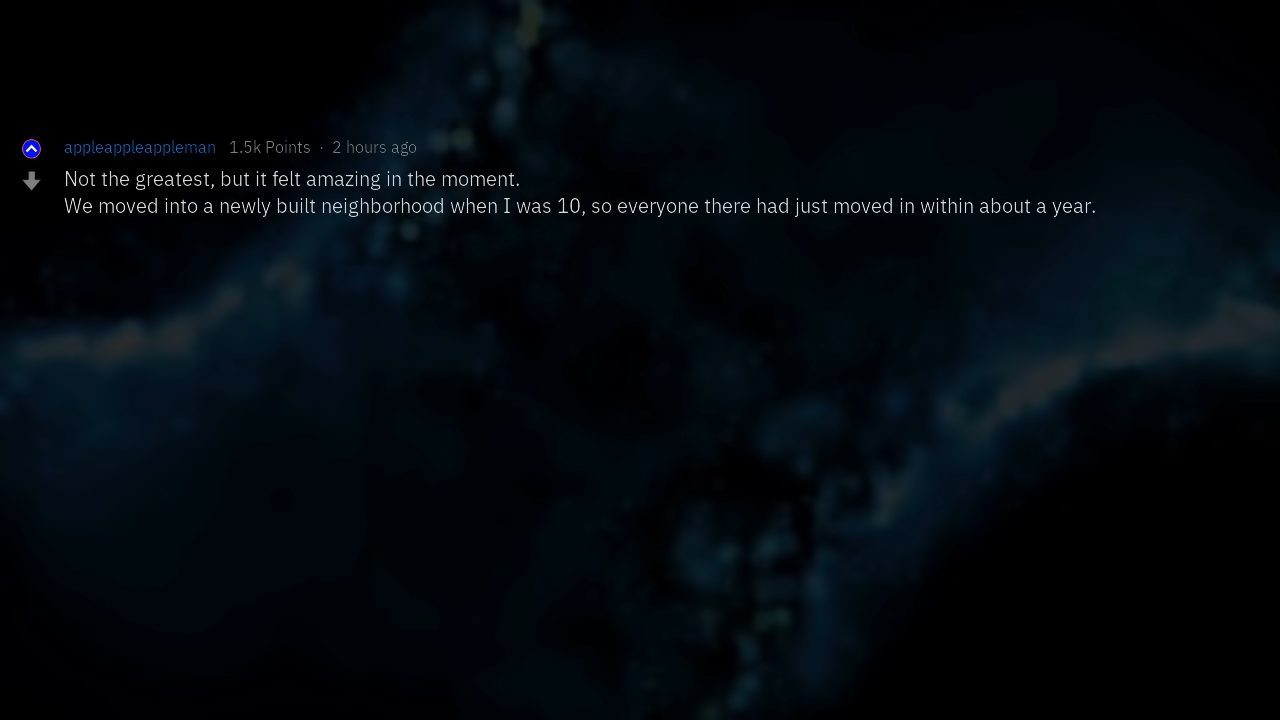 appleappleappleman 1.5k Points · 2 hours ago
Not the greatest, but it felt amazing in the moment.
We moved into a newly built neighborhood when I was 10, so everyone there had just moved in within about a year.